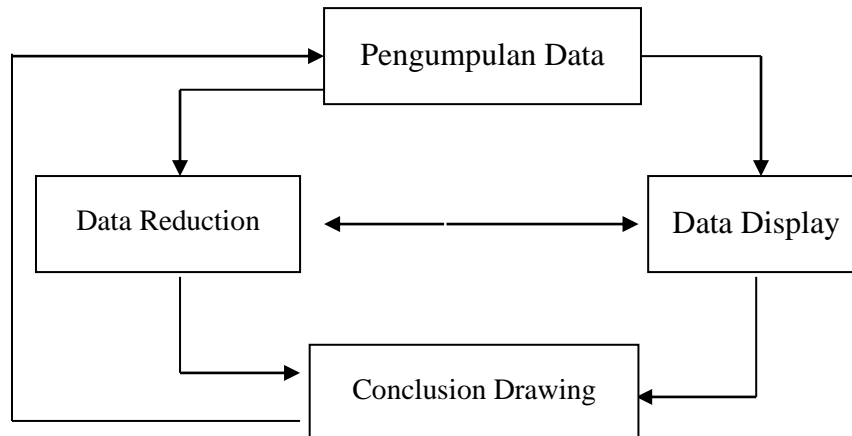 Pengumpulan Data
Data Reduction
Data Display
Conclusion Drawing